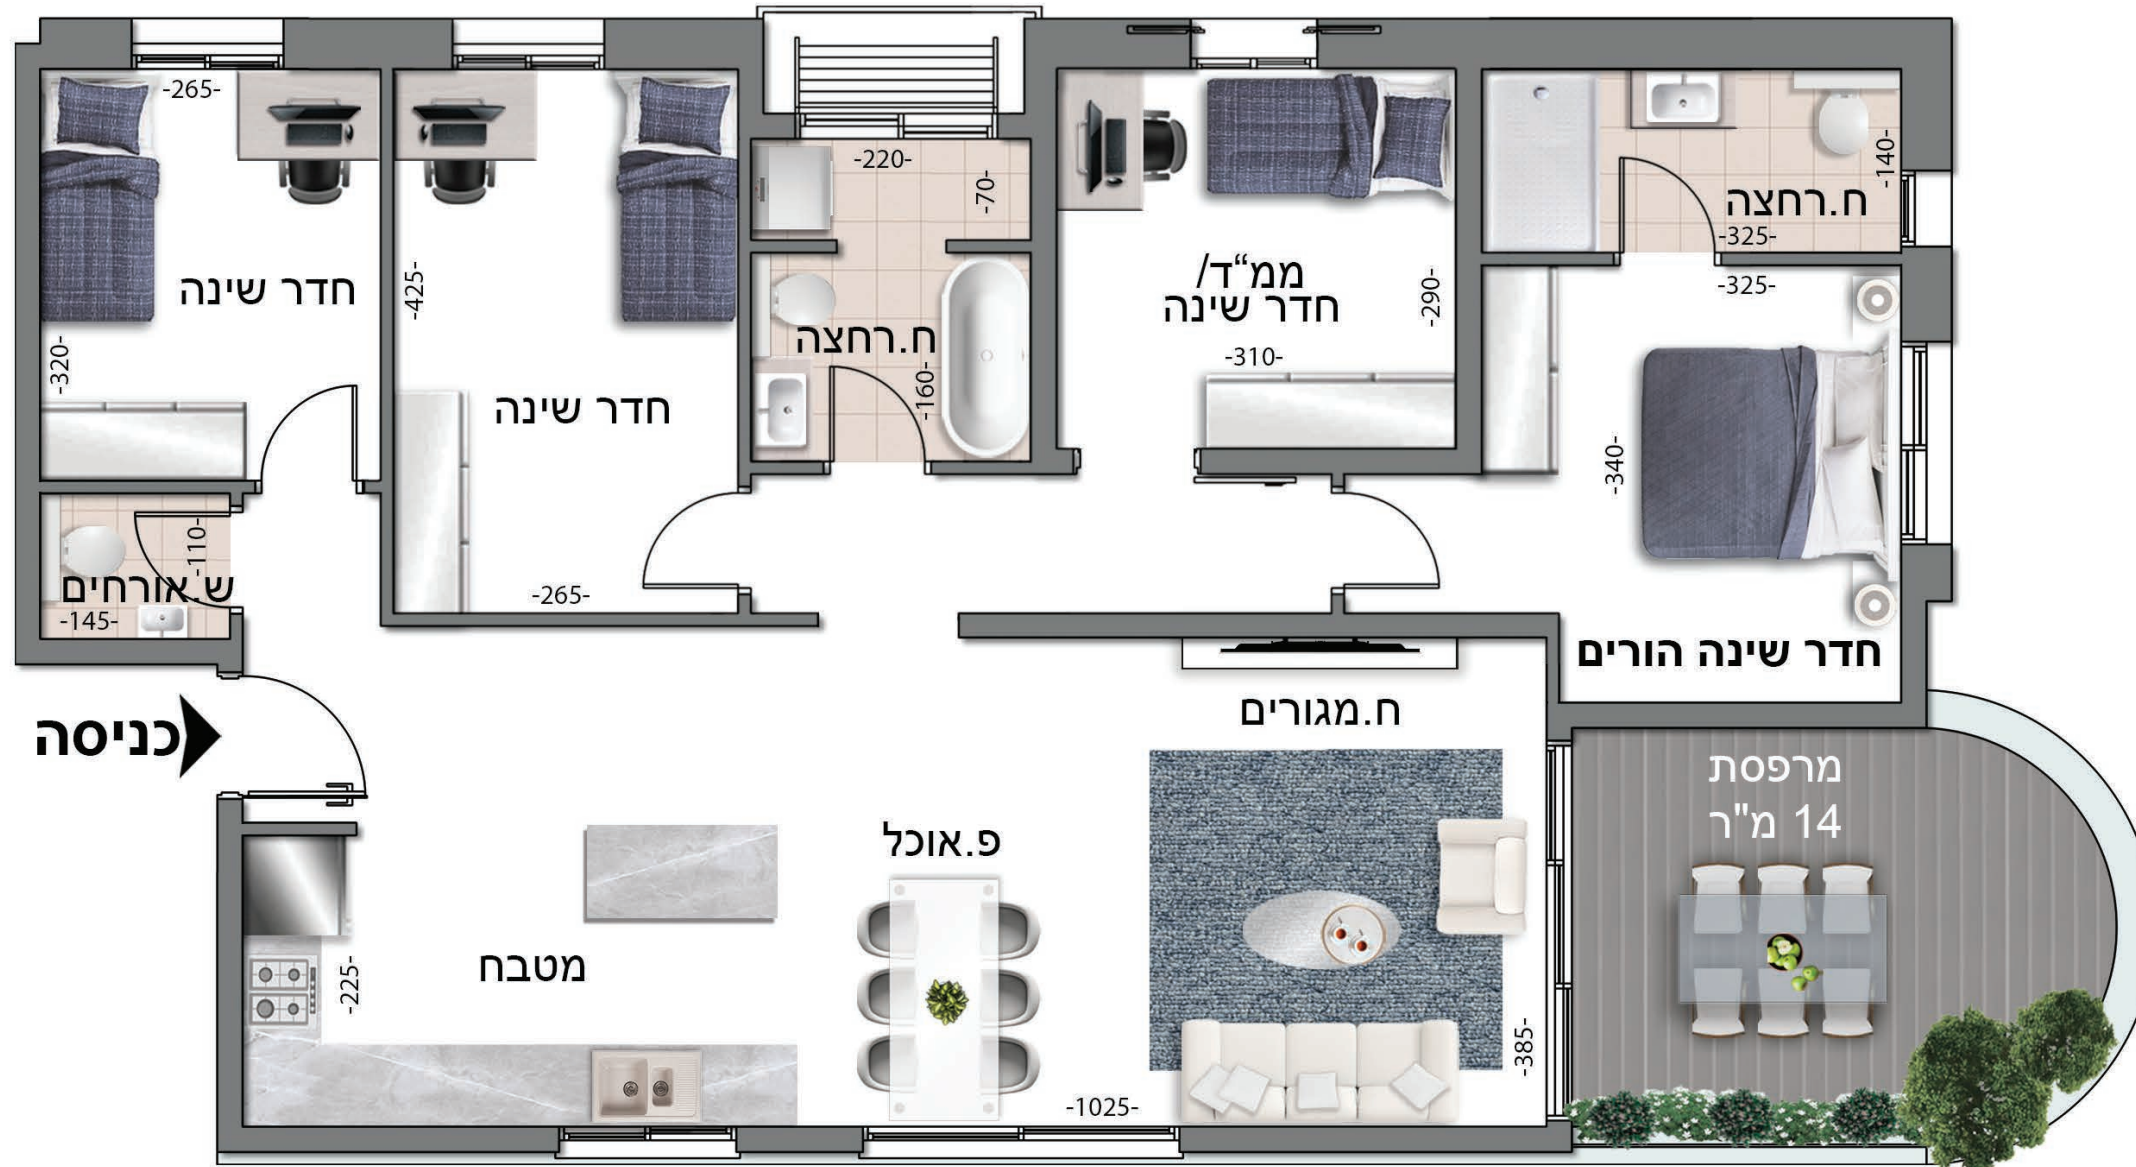 -265-
חדר שינה
-320-
-425-
חדר שינה
-265-
-220-
-70-
ח.רחצה
-160-
ממ“ד/
חדר שינה
-290-
-310-
-140-
ח.רחצה
-325-
-325-
-340-
חדר שינה הורים
-110-
ש.אורחים
-145-
כניסה
ח.מגורים
מרפסת
14 מ"ר
פ.אוכל
מטבח
-225-
-385-
-1025-